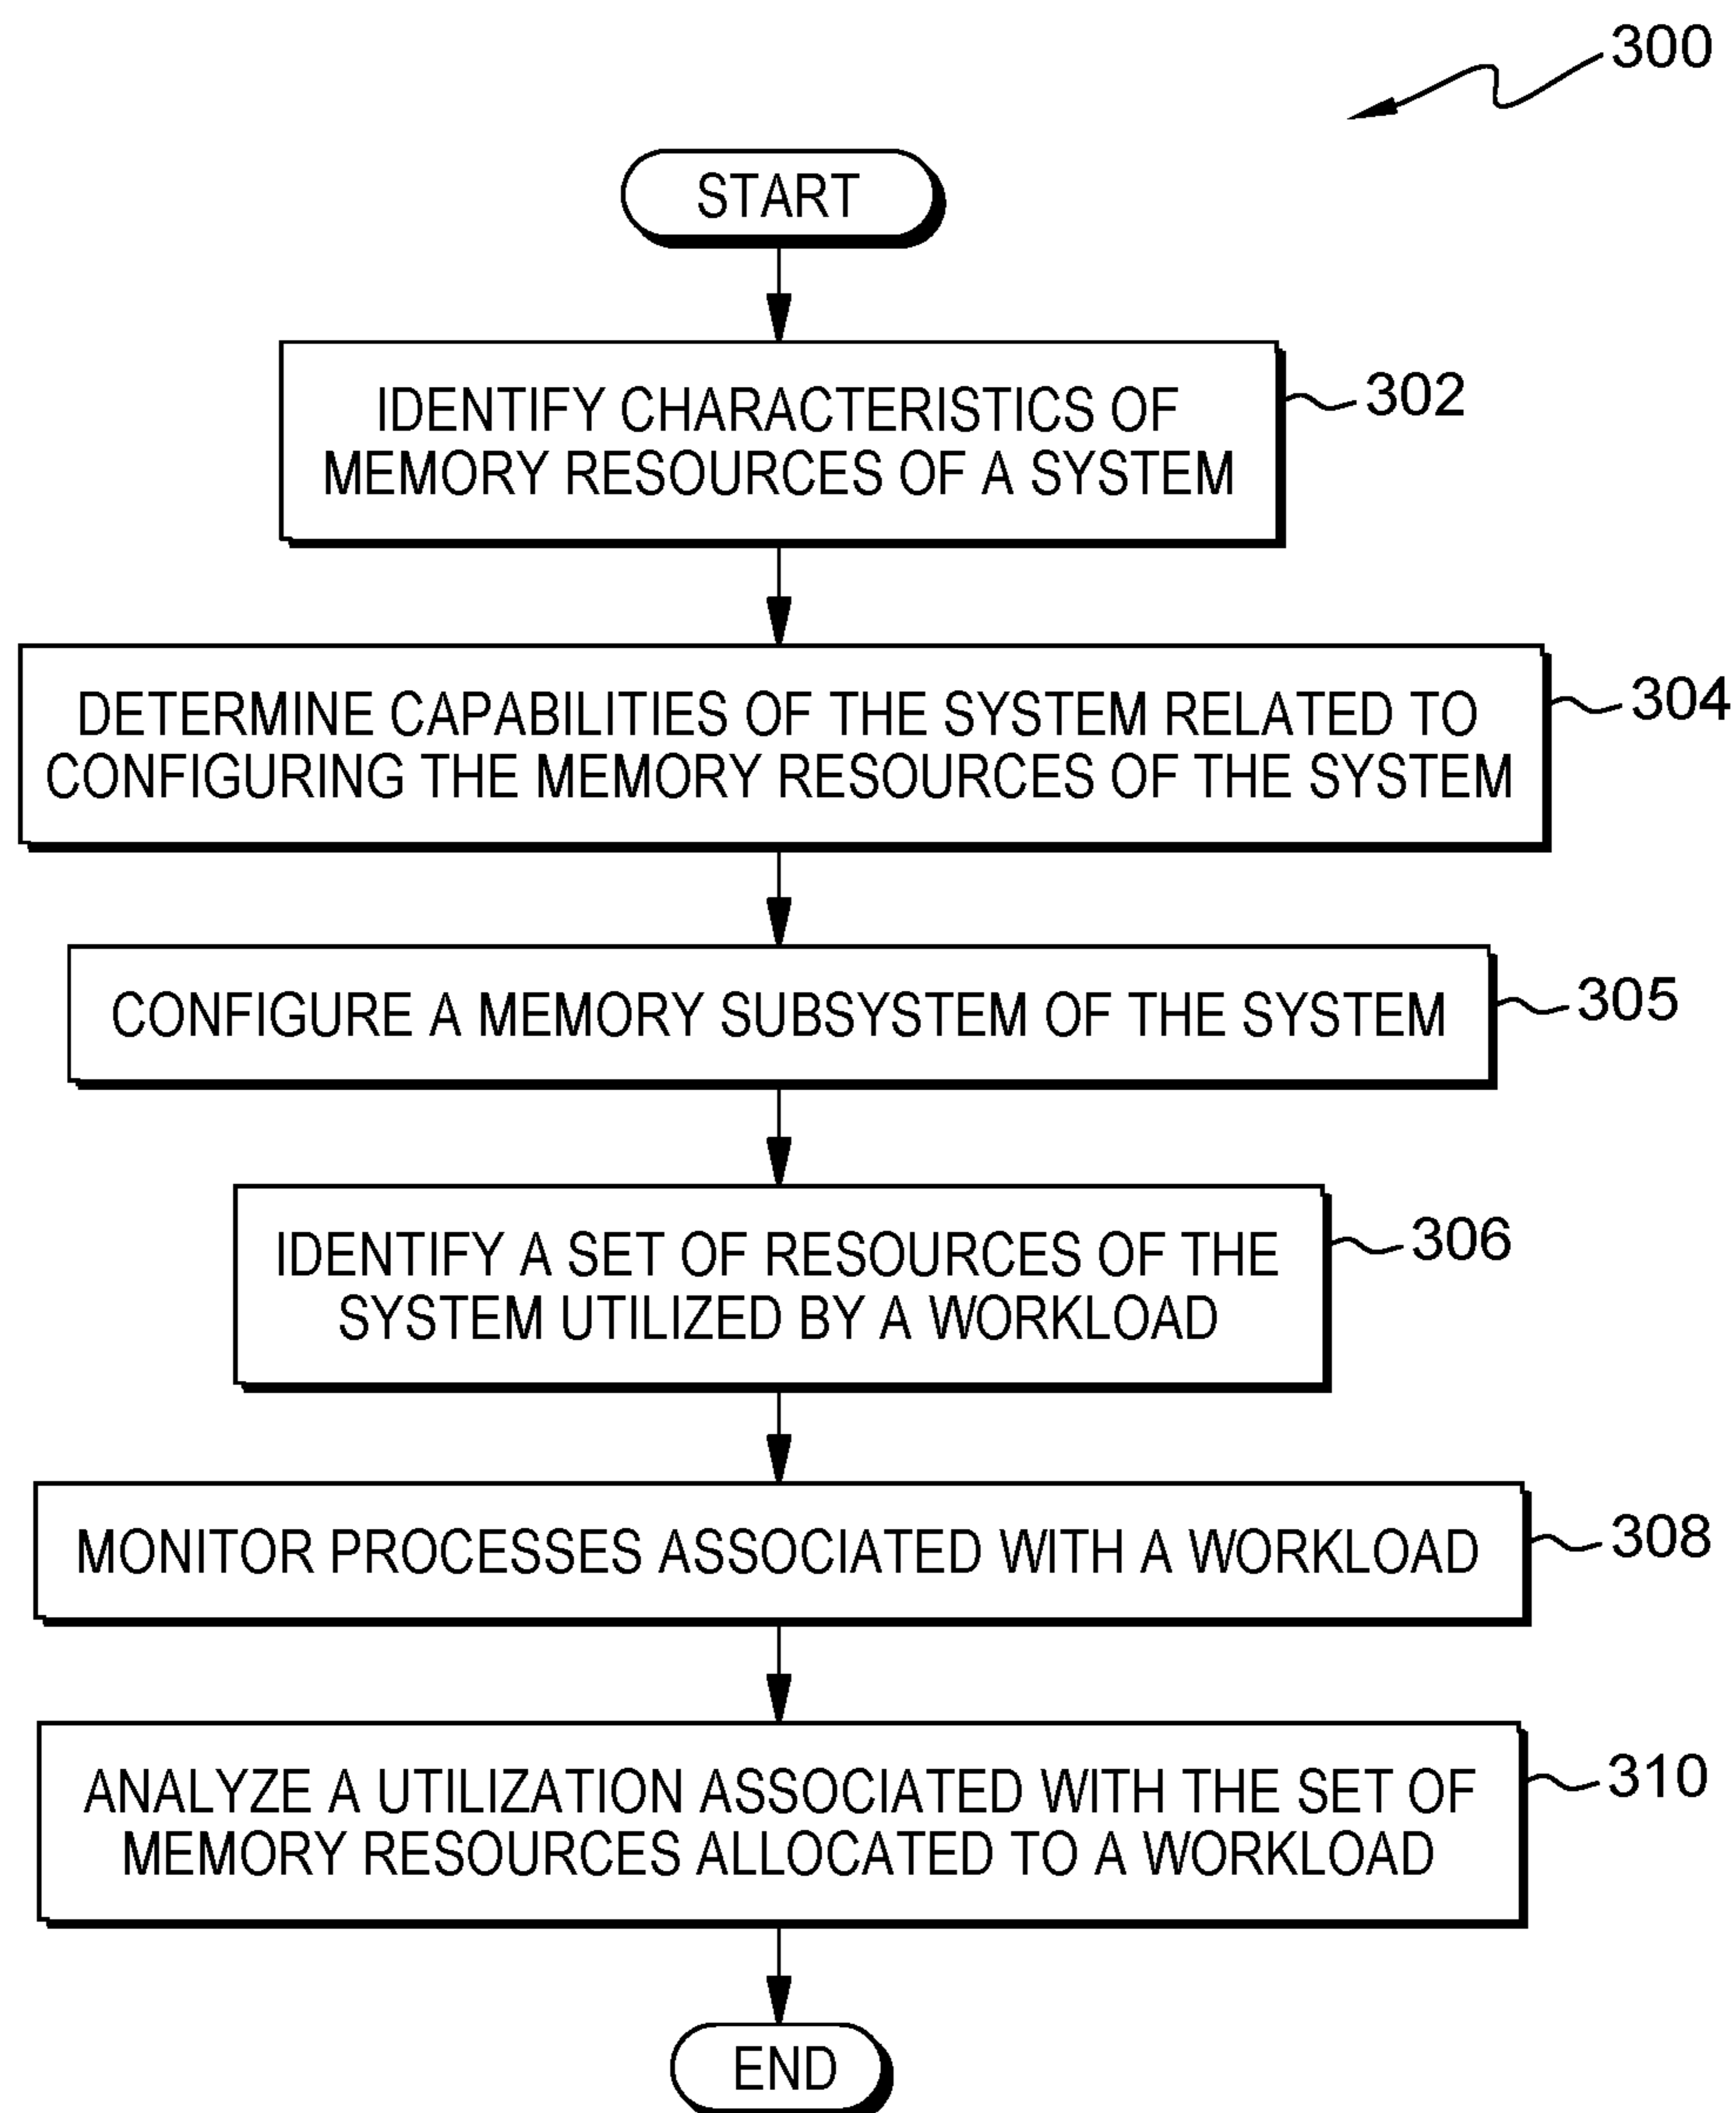 300
START
IDENTIFY CHARACTERISTICS OF
MEMORY RESOURCES OF A SYSTEM
302
DETERMINE CAPABILITIES OF THE SYSTEM RELATED TO
CONFIGURING THE MEMORY RESOURCES OF THE SYSTEM
304
CONFIGURE A MEMORY SUBSYSTEM OF THE SYSTEM
305
IDENTIFY A SET OF RESOURCES OF THE
SYSTEM UTILIZED BY A WORKLOAD
306
MONITOR PROCESSES ASSOCIATED WITH A WORKLOAD
308
ANALYZE A UTILIZATION ASSOCIATED WITH THE SET OF
MEMORY RESOURCES ALLOCATED TO A WORKLOAD
310
END